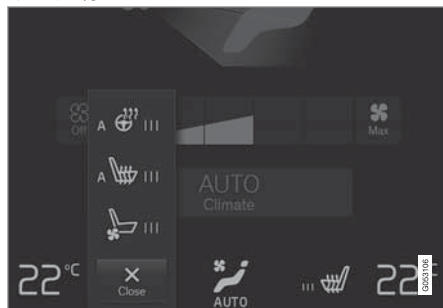 Off
Max
A III
A III
III
AUTO
Climate
22°C
Close
AUTO
III
22°C
G053106